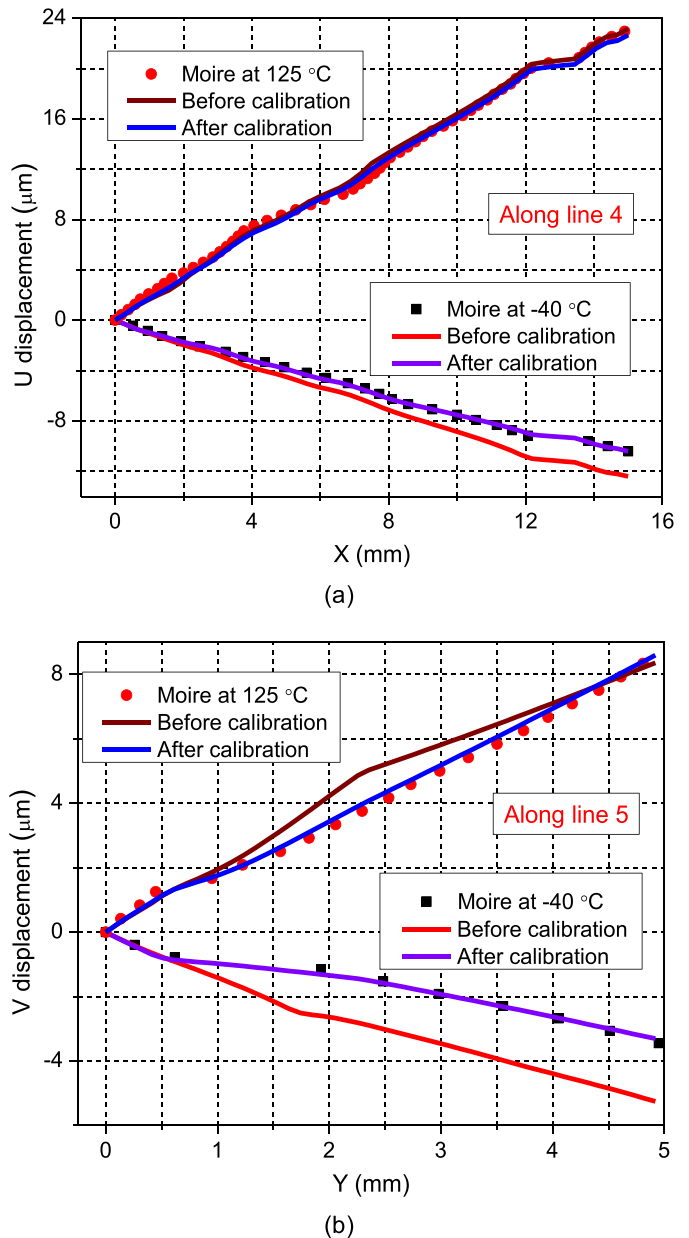 24
16
8
0
-8
U displacement (μm)
Moire at 125 °C
Before calibration
After calibration
Along line 4
Moire at -40 °C
Before calibration
After calibration
0 4 8 12 16
X (mm)
(a)
8
4
0
-4
V displacement (μm)
Moire at 125 °C
Before calibration
After calibration
Along line 5
Moire at -40 °C
Before calibration
After calibration
0 1 2 3 4 5
Y (mm)
(b)